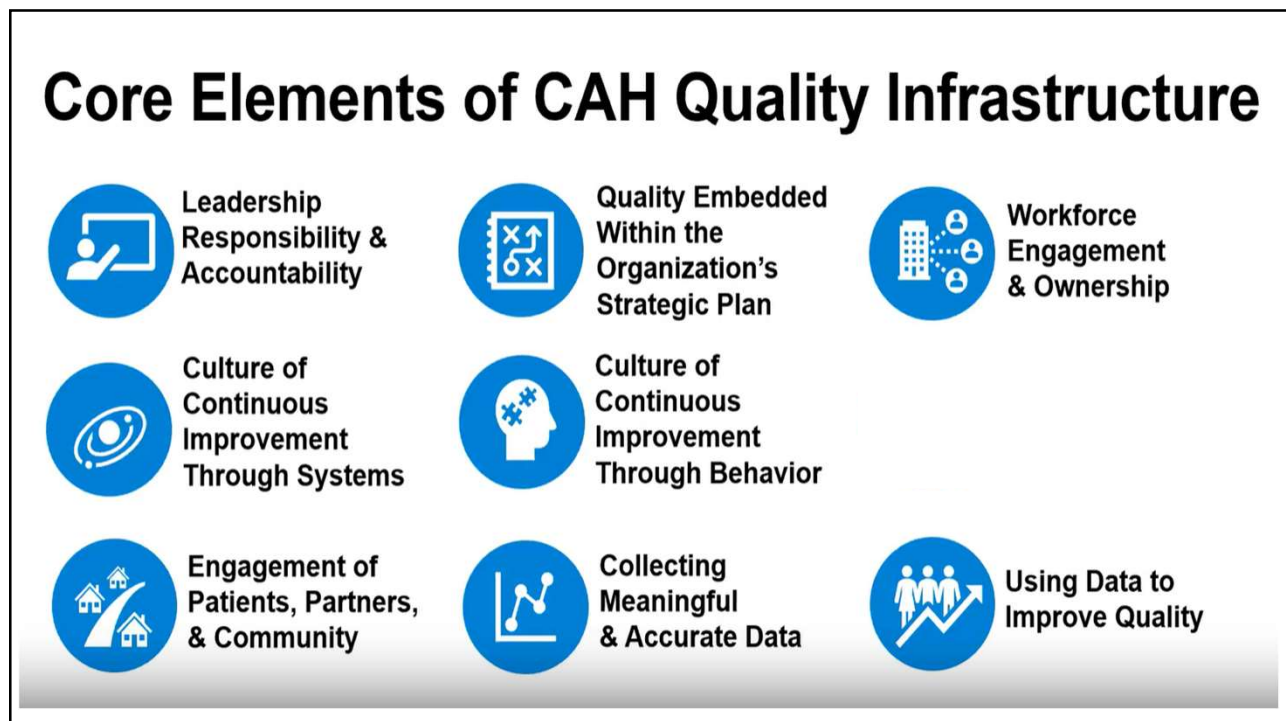 Core Elements of CAH Quality Infrastructure
Leadership
Responsibility &
Accountability
Quality Embedded
Within the
Organization's
Strategic Plan
Workforce
Engagement
& Ownership
Culture of
Continuous
Improvement
Through Systems
Culture of
Continuous
Improvement
Through Behavior
Engagement of
Patients, Partners,
& Community
Collecting
Meaningful
& Accurate Data
Using Data to
Improve Quality